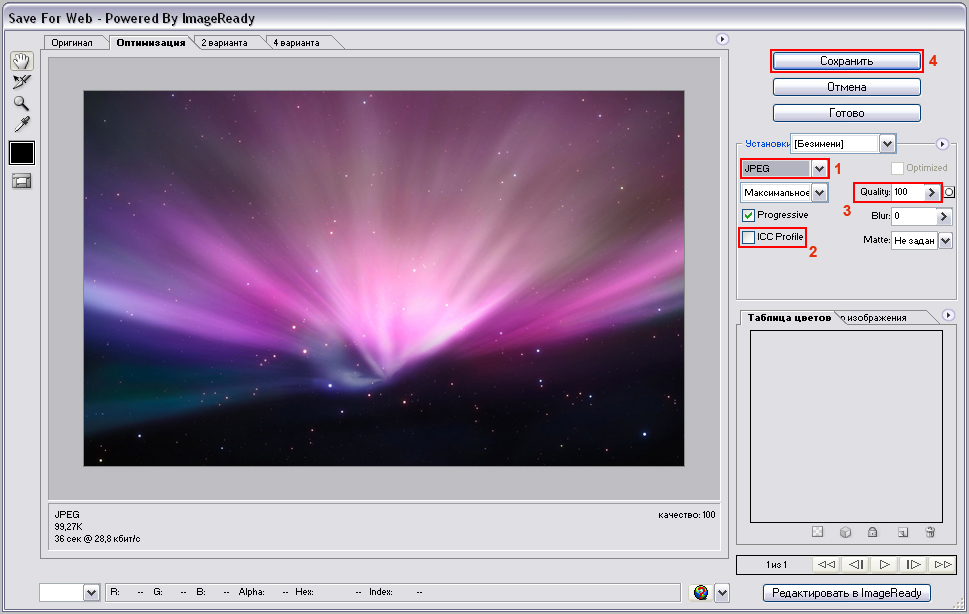 Save For Web - Powered By ImageReady
Оригинал
Оптимизация
2 варианта
4 варианта
Сохранить
4
Отмена
Готово
Установки
[Безимени]
JPEG
1
Optimized
Максимальное
Quality: 100
3
Progressive
Blur: 0
ICC Profile
2
Matte: Не задан
Таблица цветов
о изображения
JPEG
качество: 100
99,27K
36 сек @ 28,8 кбит/с
1 из 1
R: -- G: -- B: -- Alpha: -- Hex: -- Index: --
Редактировать в ImageReady